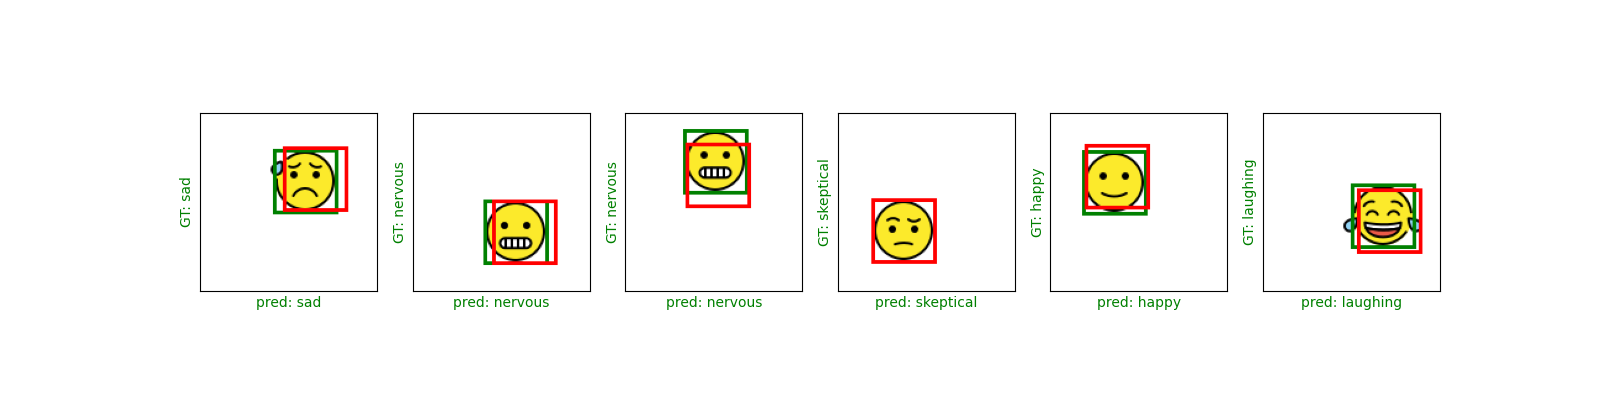 GT: sad
pred: sad
GT: nervous
pred: nervous
GT: nervous
pred: nervous
GT: skeptical
pred: skeptical
GT: happy
pred: happy
GT: laughing
pred: laughing